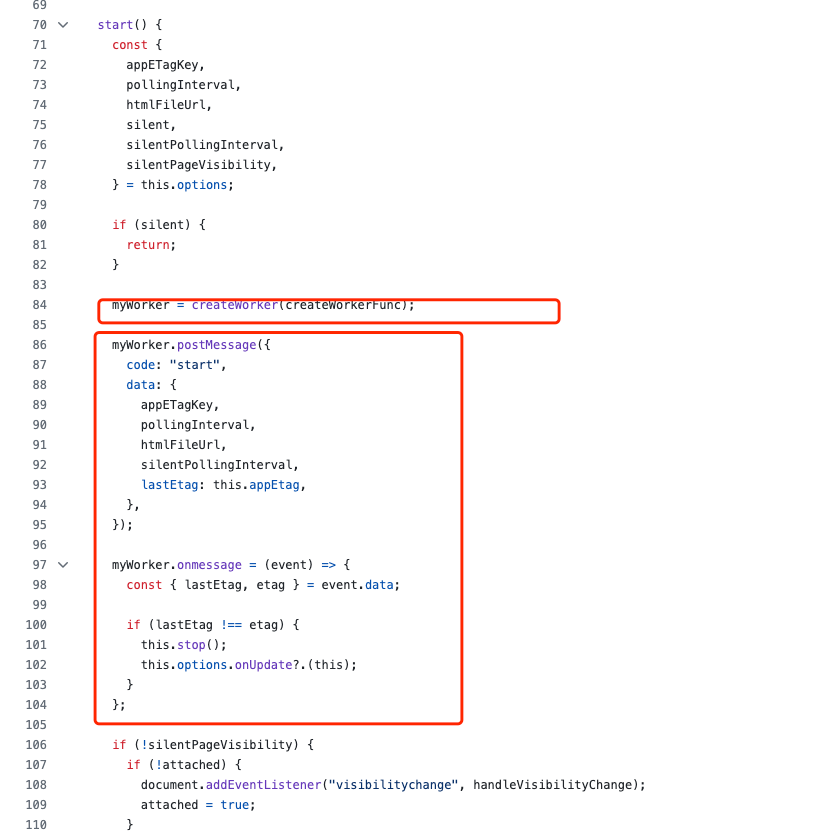 69
70 start() {
71 const {
72 appETagKey,
73 pollingInterval,
74 htmlFileUrl,
75 silent,
76 silentPollingInterval,
77 silentPageVisibility,
78 } = this.options;
79
80 if (silent) {
81 return;
82 }
83
84 myWorker = createWorker(createWorkerFunc);
85
86 myWorker.postMessage({
87 code: "start",
88 data: {
89 appETagKey,
90 pollingInterval,
91 htmlFileUrl,
92 silentPollingInterval,
93 lastEtag: this.appEtag,
94 },
95 });
96
97 myWorker.onmessage = (event) => {
98 const { lastEtag, etag } = event.data;
99
100 if (lastEtag !== etag) {
101 this.stop();
102 this.options.onUpdate?.(this);
103 }
104 };
105
106 if (!silentPageVisibility) {
107 if (!attached) {
108 document.addEventListener("visibilitychange", handleVisibilityChange);
109 attached = true;
110 }